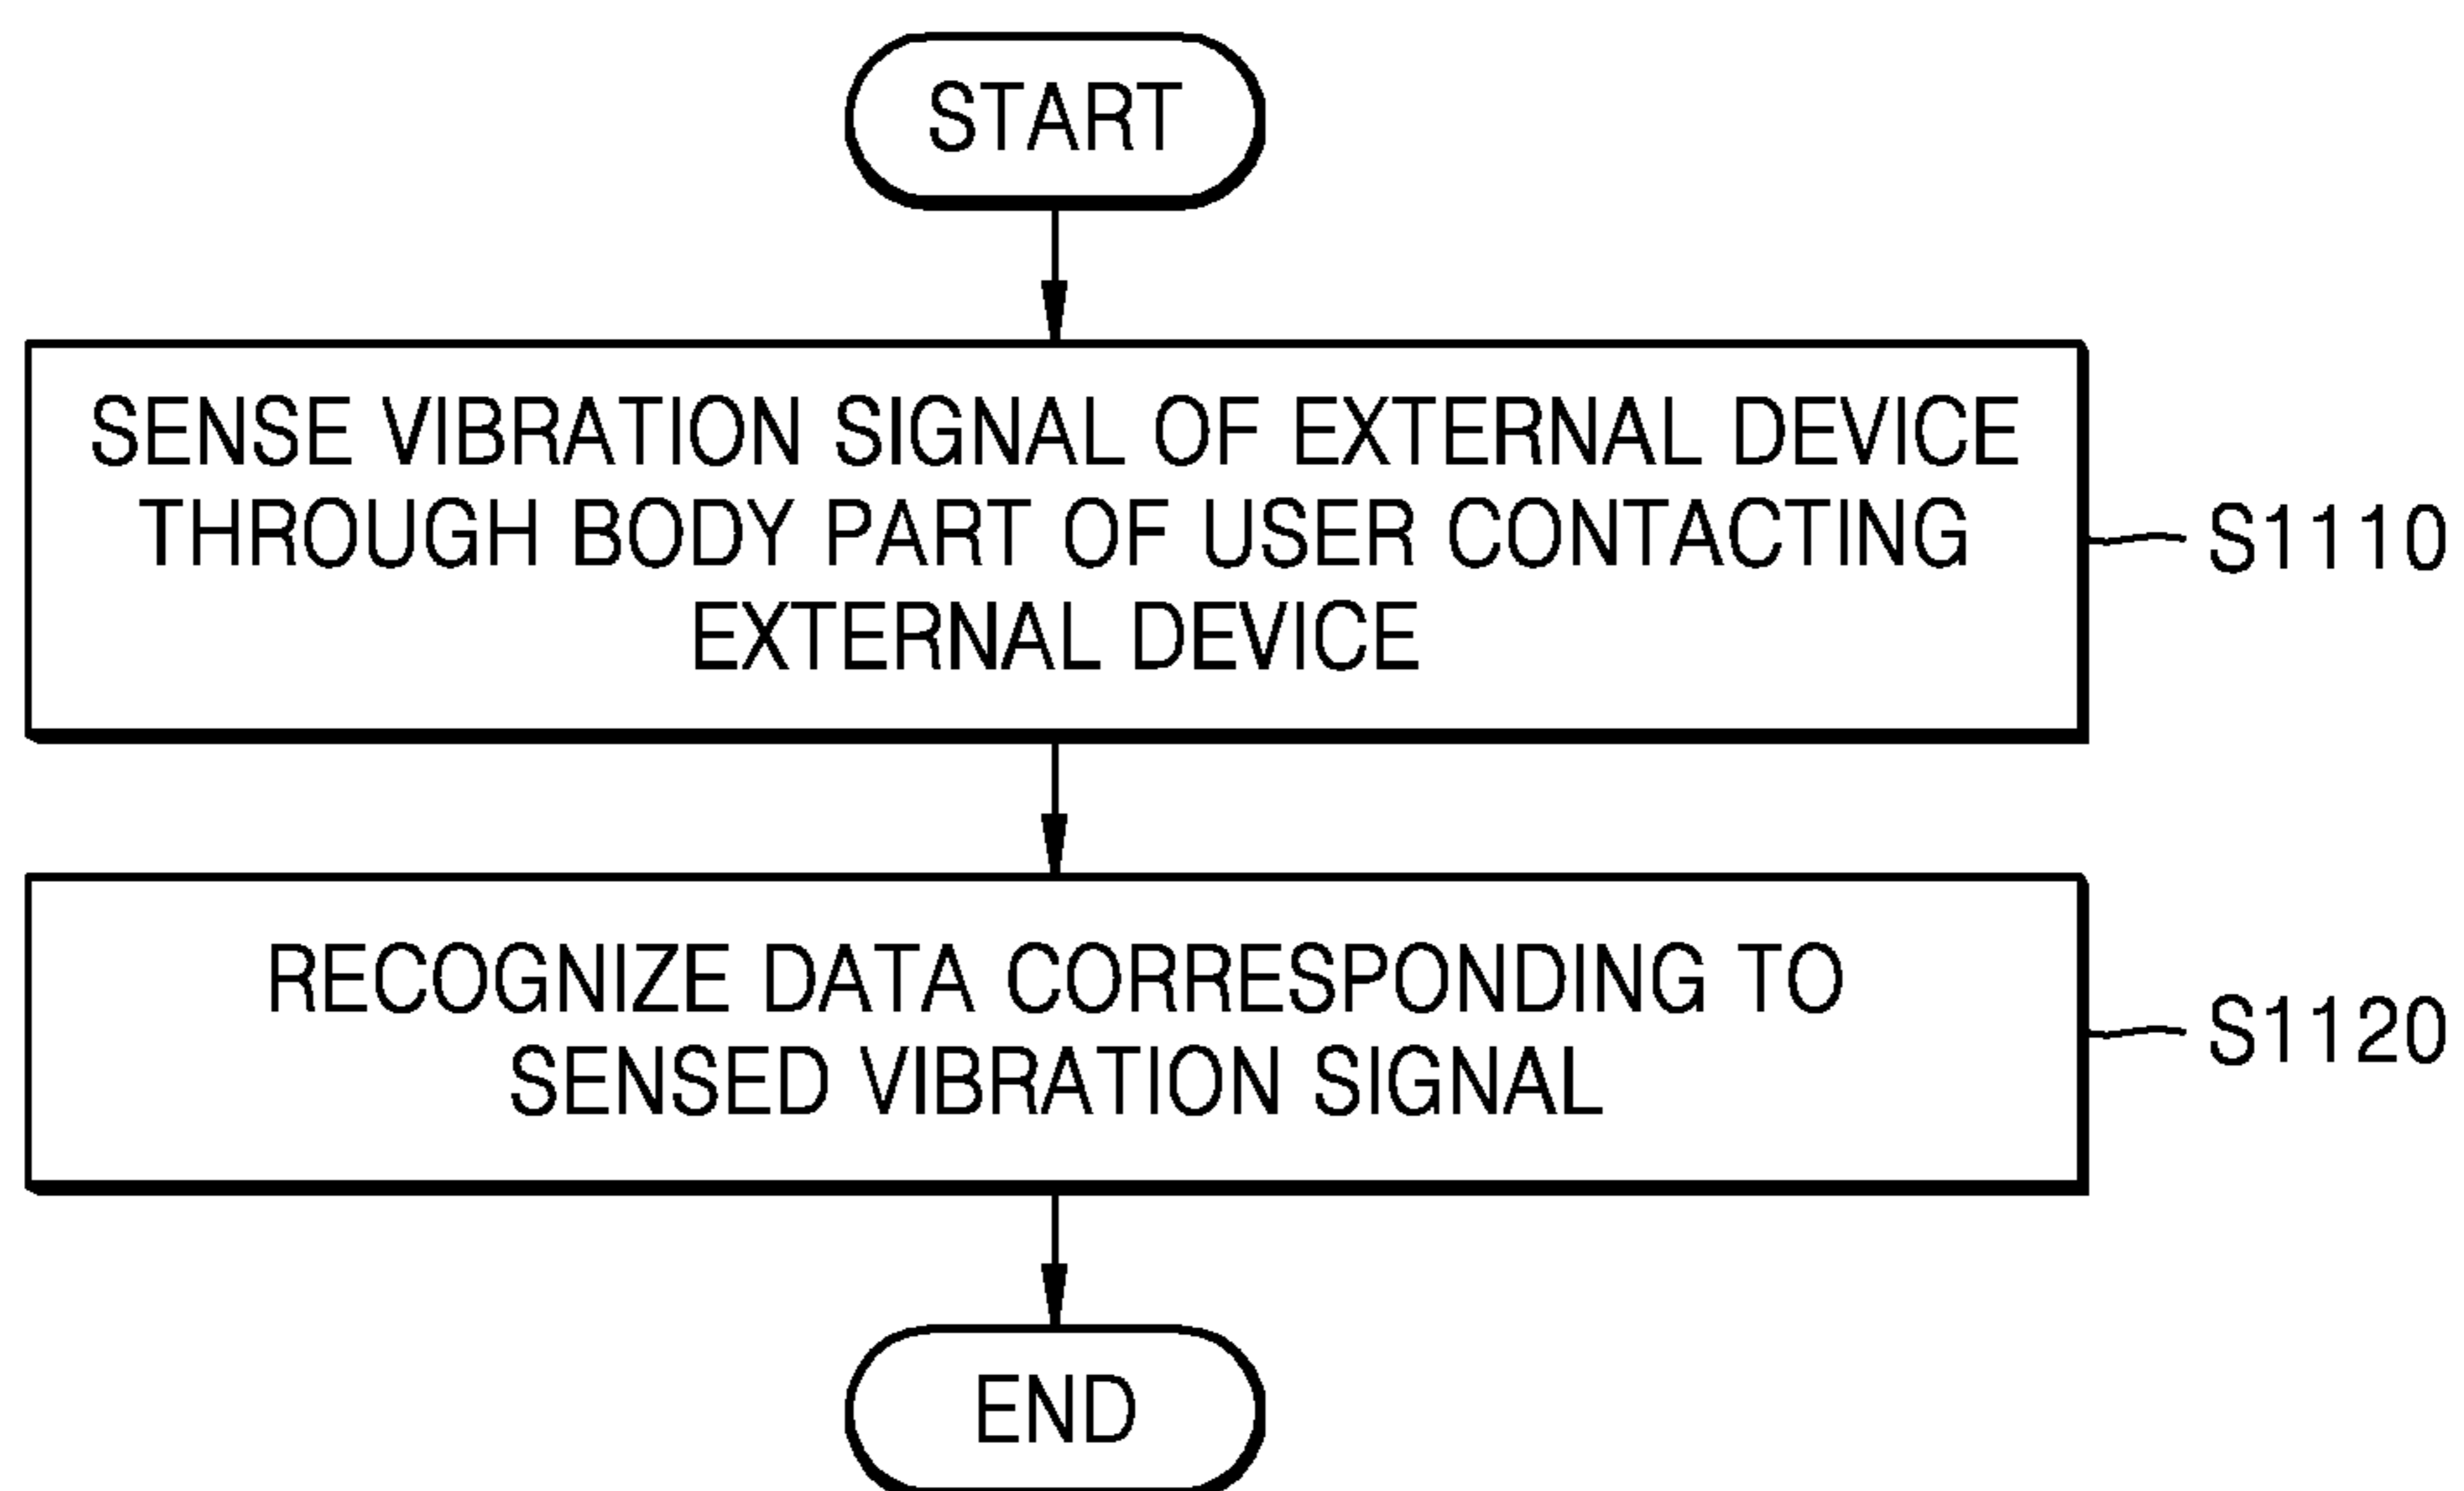 START
SENSE VIBRATION SIGNAL OF EXTERNAL DEVICE
THROUGH BODY PART OF USER CONTACTING
EXTERNAL DEVICE
S1110
RECOGNIZE DATA CORRESPONDING TO
SENSED VIBRATION SIGNAL
S1120
END